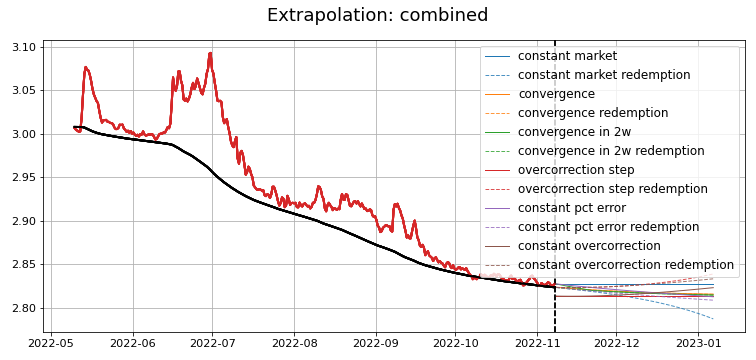 Extrapolation: combined
3.10
3.05
3.00
2.95
2.90
2.85
2.80
constant market
constant market redemption
convergence
convergence redemption
convergence in 2w
convergence in 2w redemption
overcorrection step
overcorrection step redemption
constant pct error
constant pct error redemption
constant overcorrection
constant overcorrection redemption
2022-05 2022-06 2022-07 2022-08 2022-09 2022-10 2022-11 2022-12 2023-01